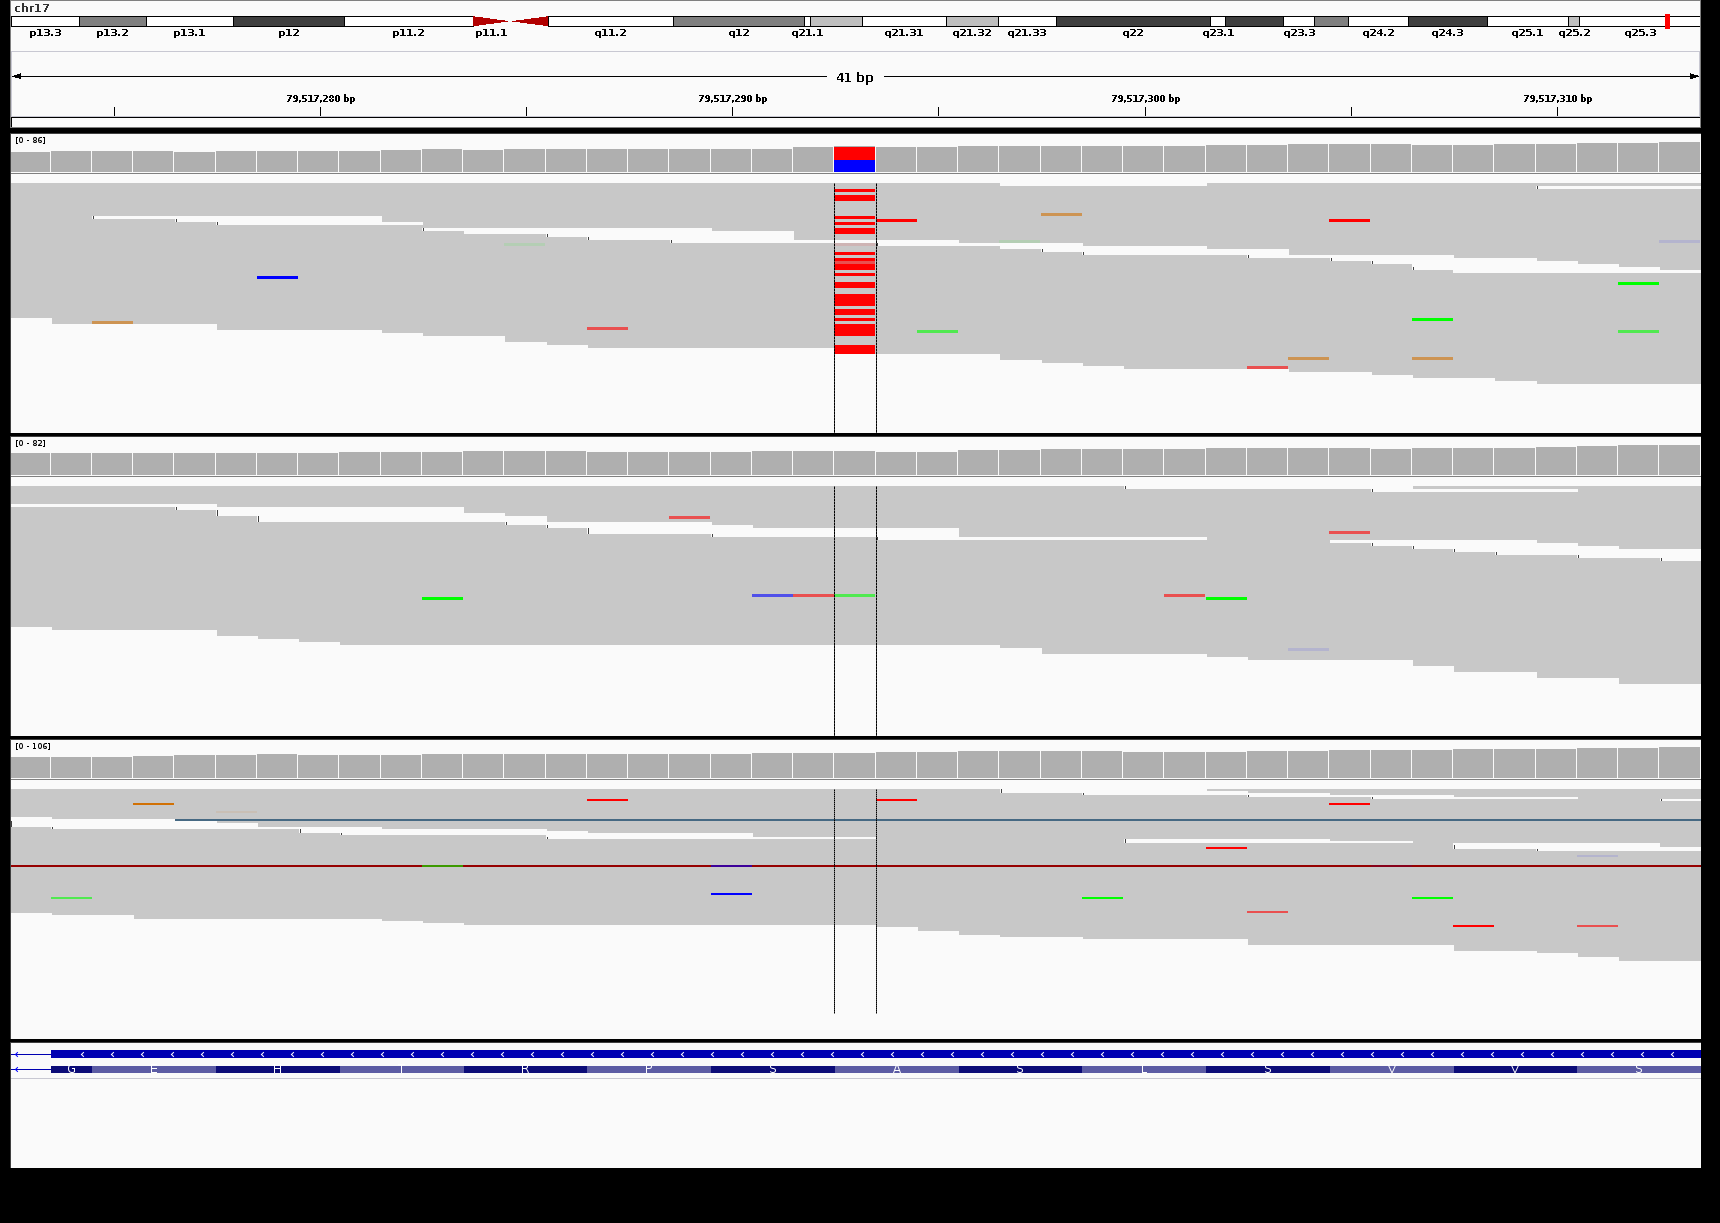 chr17
p13.3 p13.2 p13.1 p12 p11.2 p11.1 q11.2 q12 q21.1 q21.31 q21.32 q21.33 q22 q23.1 q23.3 q24.2 q24.3 q25.1 q25.2 q25.3
41 bp
79,517,280 bp 79,517,290 bp 79,517,300 bp 79,517,310 bp
[0 - 86]
[0 - 82]
[0 - 106]
G E H I R P S A S L S V V S